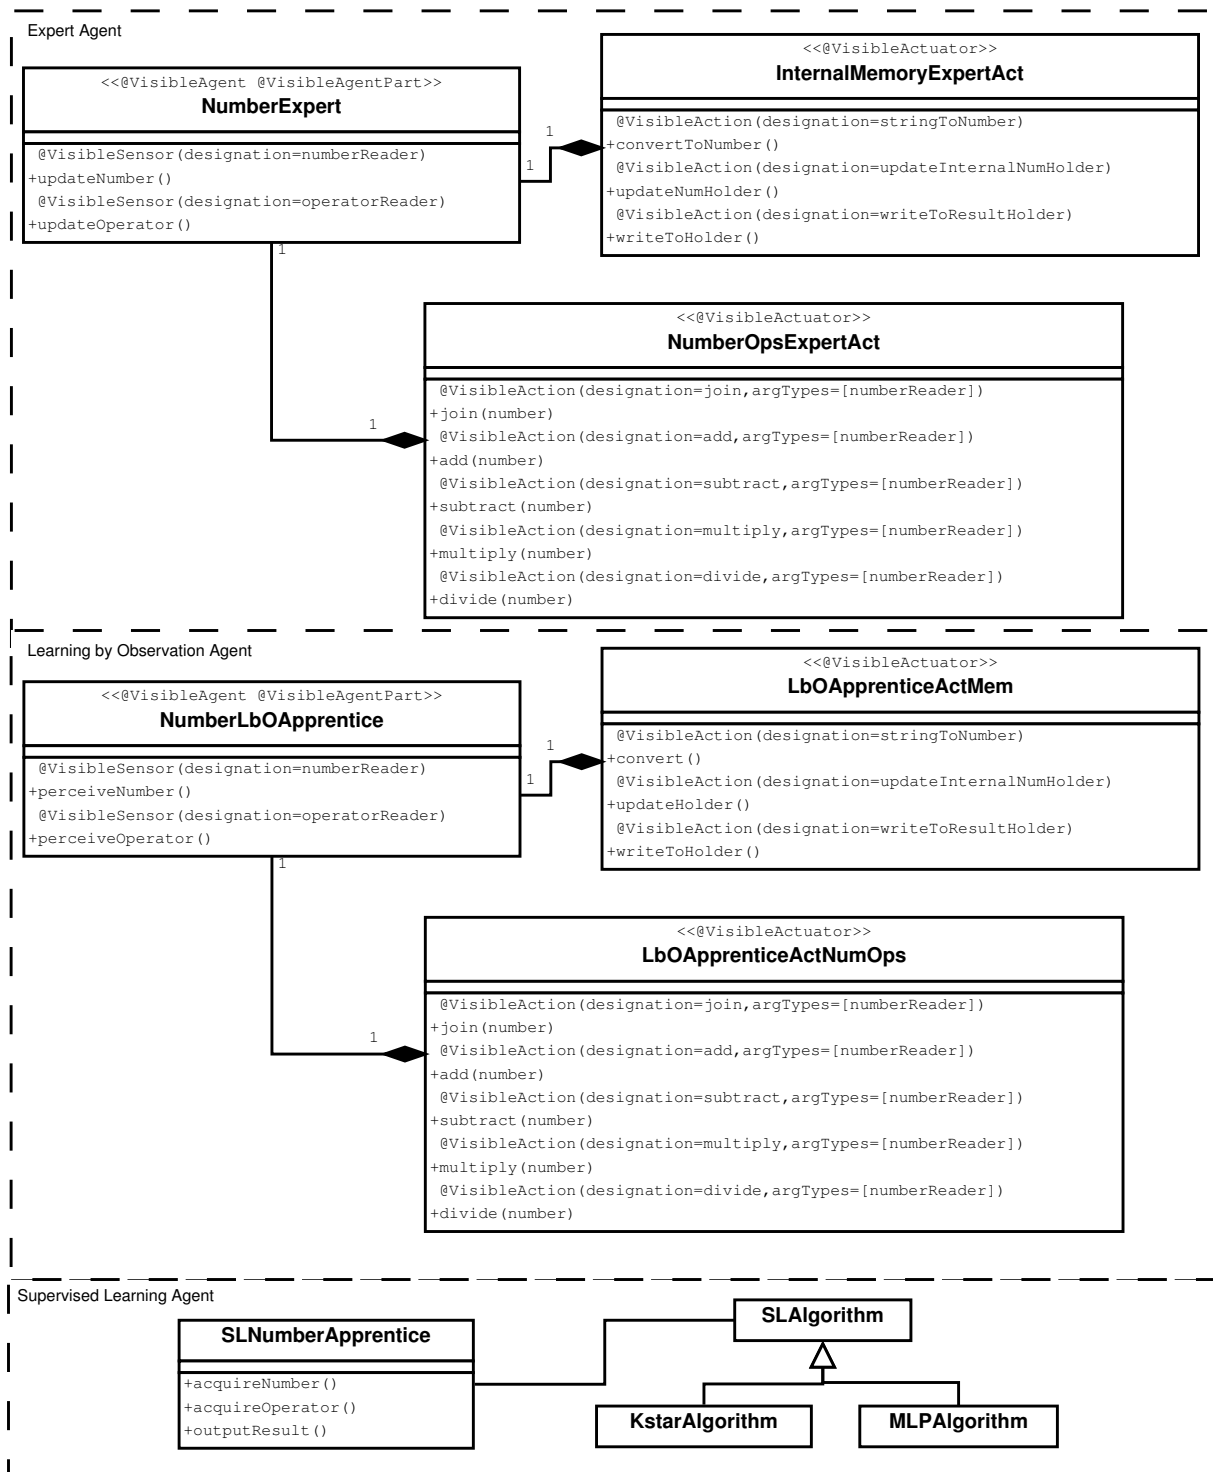 Expert Agent
<<@VisibleAgent @VisibleAgentPart>>
NumberExpert
@VisibleSensor(designation=numberReader)
+updateNumber()
@VisibleSensor(designation=operatorReader)
+updateOperator()
1
1
1
<<@VisibleActuator>>
InternalMemoryExpertAct
@VisibleAction(designation=stringToNumber)
+convertToNumber()
@VisibleAction(designation=updateInternalNumHolder)
+updateNumHolder()
@VisibleAction(designation=writeToResultHolder)
+writeToHolder()
1
<<@VisibleActuator>>
NumberOpsExpertAct
@VisibleAction(designation=join,argTypes=[numberReader])
+join(number)
@VisibleAction(designation=add,argTypes=[numberReader])
+add(number)
@VisibleAction(designation=subtract,argTypes=[numberReader])
+subtract(number)
@VisibleAction(designation=multiply,argTypes=[numberReader])
+multiply(number)
@VisibleAction(designation=divide,argTypes=[numberReader])
+divide(number)
Learning by Observation Agent
<<@VisibleAgent @VisibleAgentPart>>
NumberLbOApprentice
@VisibleSensor(designation=numberReader)
+perceiveNumber()
@VisibleSensor(designation=operatorReader)
+perceiveOperator()
1
1
1
<<@VisibleActuator>>
LbOApprenticeActMem
@VisibleAction(designation=stringToNumber)
+convert()
@VisibleAction(designation=updateInternalNumHolder)
+updateHolder()
@VisibleAction(designation=writeToResultHolder)
+writeToHolder()
1
<<@VisibleActuator>>
LbOApprenticeActNumOps
@VisibleAction(designation=join,argTypes=[numberReader])
+join(number)
@VisibleAction(designation=add,argTypes=[numberReader])
+add(number)
@VisibleAction(designation=subtract,argTypes=[numberReader])
+subtract(number)
@VisibleAction(designation=multiply,argTypes=[numberReader])
+multiply(number)
@VisibleAction(designation=divide,argTypes=[numberReader])
+divide(number)
Supervised Learning Agent
SLNumberApprentice
+acquireNumber()
+acquireOperator()
+outputResult()
SLAlgorithm
KstarAlgorithm
MLPAlgorithm